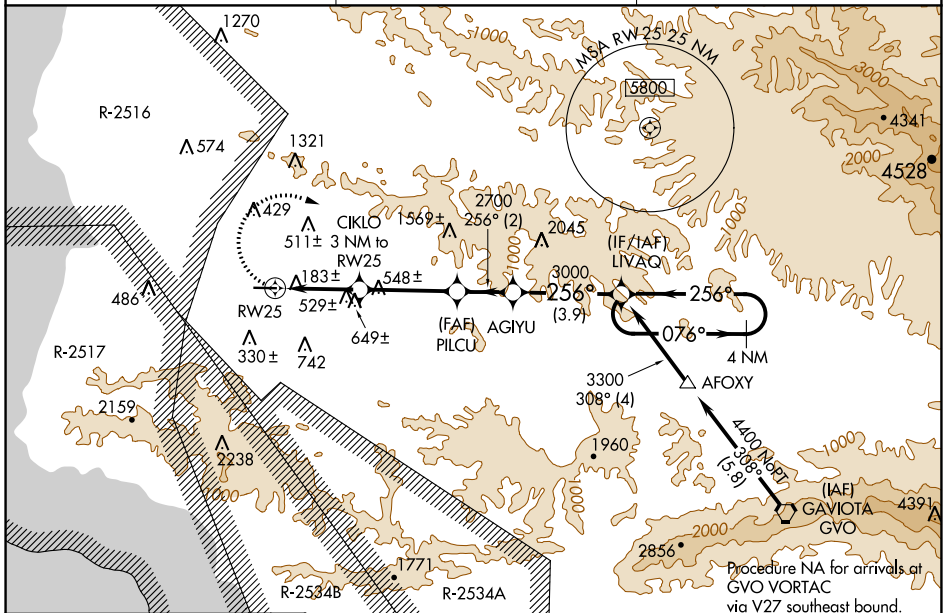 1270
1000
MSA RW25 25 NM
5800
3000
4341
2000
4528
R-2516
574
1321
429
511±
CIKLO
3 NM to
RW25
1569±
2700
256° (2)
1000
2045
(IF/IAF)
LIVAQ
1000
183±
548±
3000
256°
(3.9)
256°
486
RW25
529±
649±
(FAF)
PILCU
AGIYU
076°
4 NM
R-2517
330±
742
3300
308° (4)
AFOXY
2159
2238
1000
1960
1000
4400 NoPT
308°
(5.8)
1000
(IAF)
GAVIOTA
GVO
4391
2000
2856
1771
R-2534B
R-2534A
Procedure NA for arrivals at
GVO VORTAC
via V27 southeast bound.